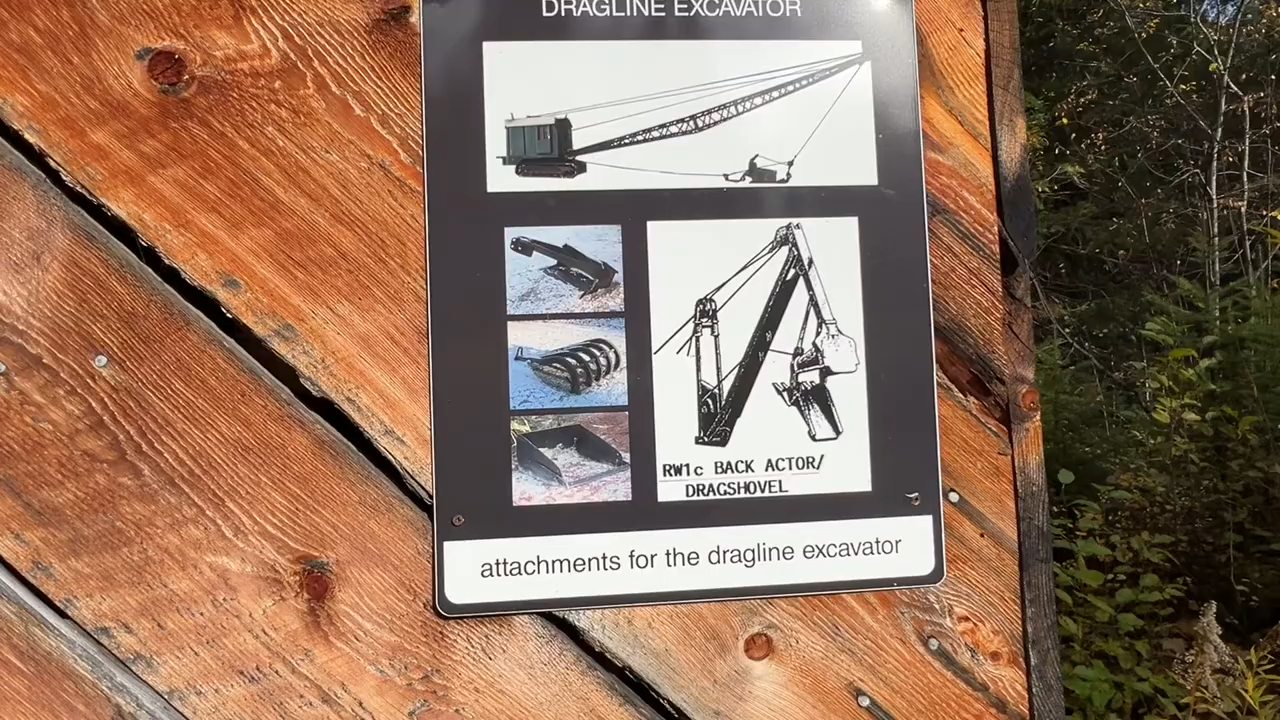 DRAGLINE EXCAVATOR
RW1c BACK ACTOR/
DRAGSHOVEL
attachments for the dragline excavator